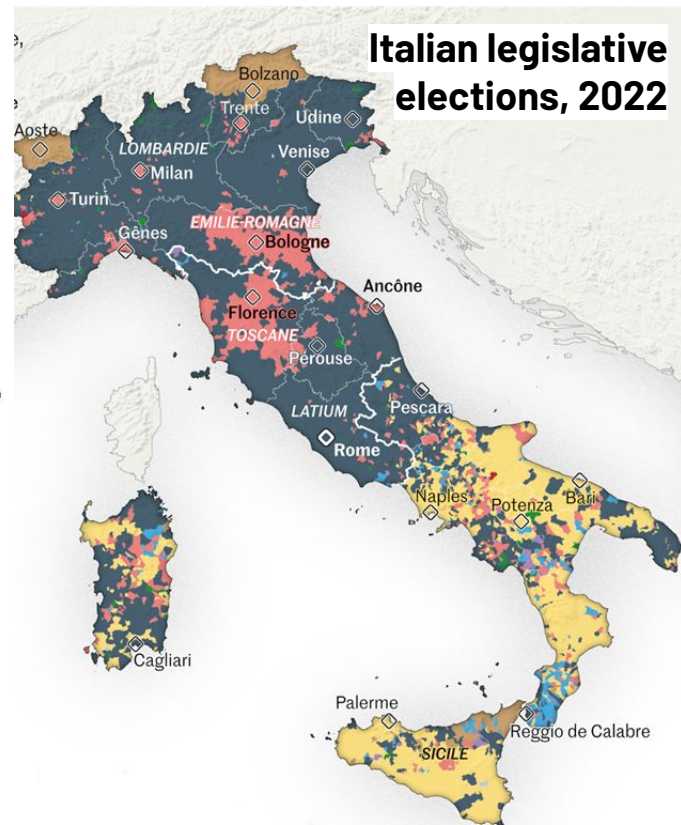 Italian legislative
elections, 2022
Bolzano
Trente
Udine
Aoste
LOMBARDIE
Venise
Milan
Turin
EMILIE-ROMAGNE
Gênes
Bologne
Ancône
Florence
TOSCANE
Pérouse
LATIUM
Pescara
Rome
Naples
Potenza
Bari
Cagliari
Palerme
Reggio de Calabre
SICILE